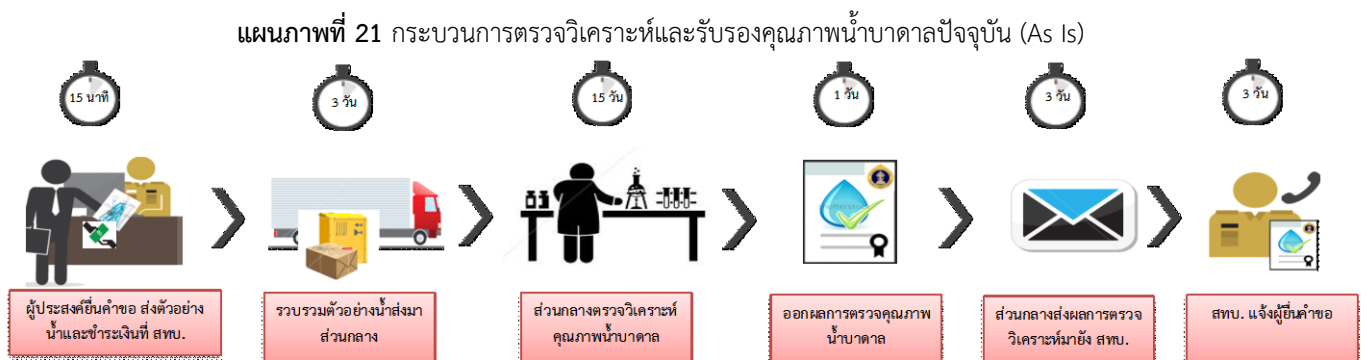 แผนภาพที่ 21 กระบวนการตรวจวิเคราะห์และรับรองคุณภาพน้ำบาดาลปัจจุบัน (As Is)
15 นาที
3 วัน
15 วัน
1 วัน
3 วัน
3 วัน
ผู้ประสงค์ยื่นคำขอ ส่งตัวอย่าง
น้ำและชำระเงินที่ สทบ.
รวบรวมตัวอย่างน้ำส่งมา
ส่วนกลาง
ส่วนกลางตรวจวิเคราะห์
คุณภาพน้ำบาดาล
ออกผลการตรวจคุณภาพ
น้ำบาดาล
ส่วนกลางส่งผลการตรวจ
วิเคราะห์มายัง สทบ.
สทบ. แจ้งผู้ยื่นคำขอ